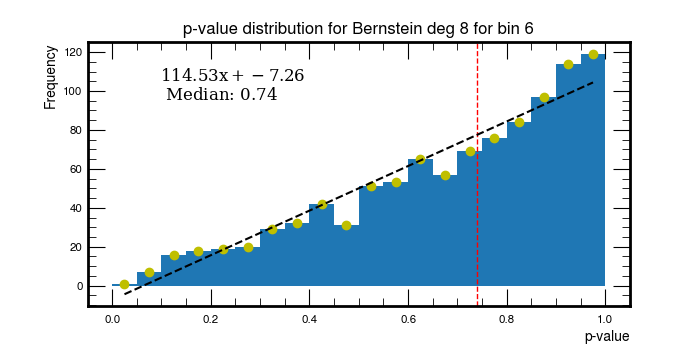 p-value distribution for Bernstein deg 8 for bin 6
Frequency
114.53x + −7.26
Median: 0.74
120
100
80
60
40
20
0
0.0 0.2 0.4 0.6 0.8 1.0
p-value